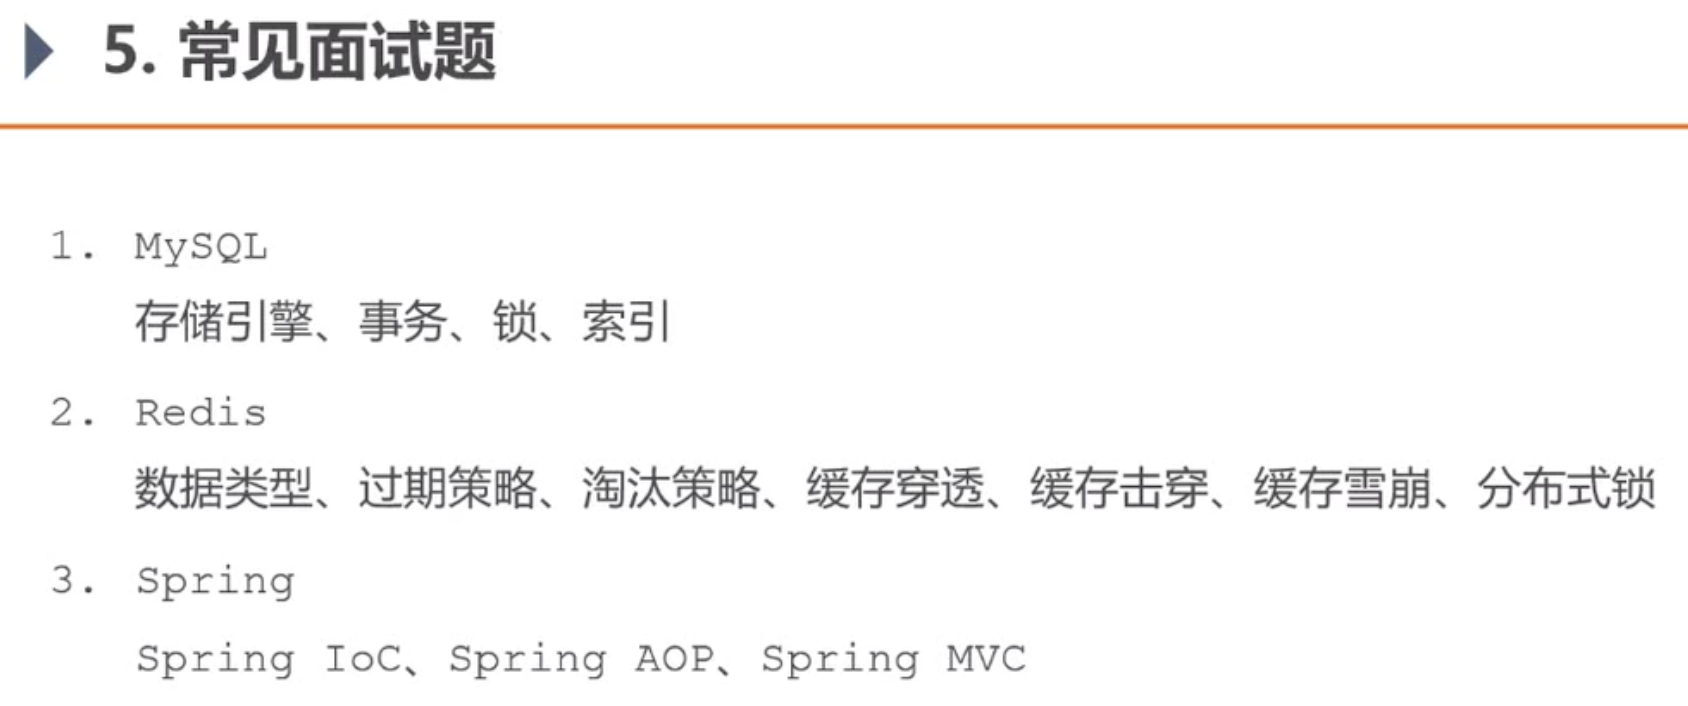 5. 常见面试题
1. MySQL
存储引擎、事务、锁、索引
2. Redis
数据类型、过期策略、淘汰策略、缓存穿透、缓存击穿、缓存雪崩、分布式锁
3. Spring
Spring IoC、Spring AOP、Spring MVC